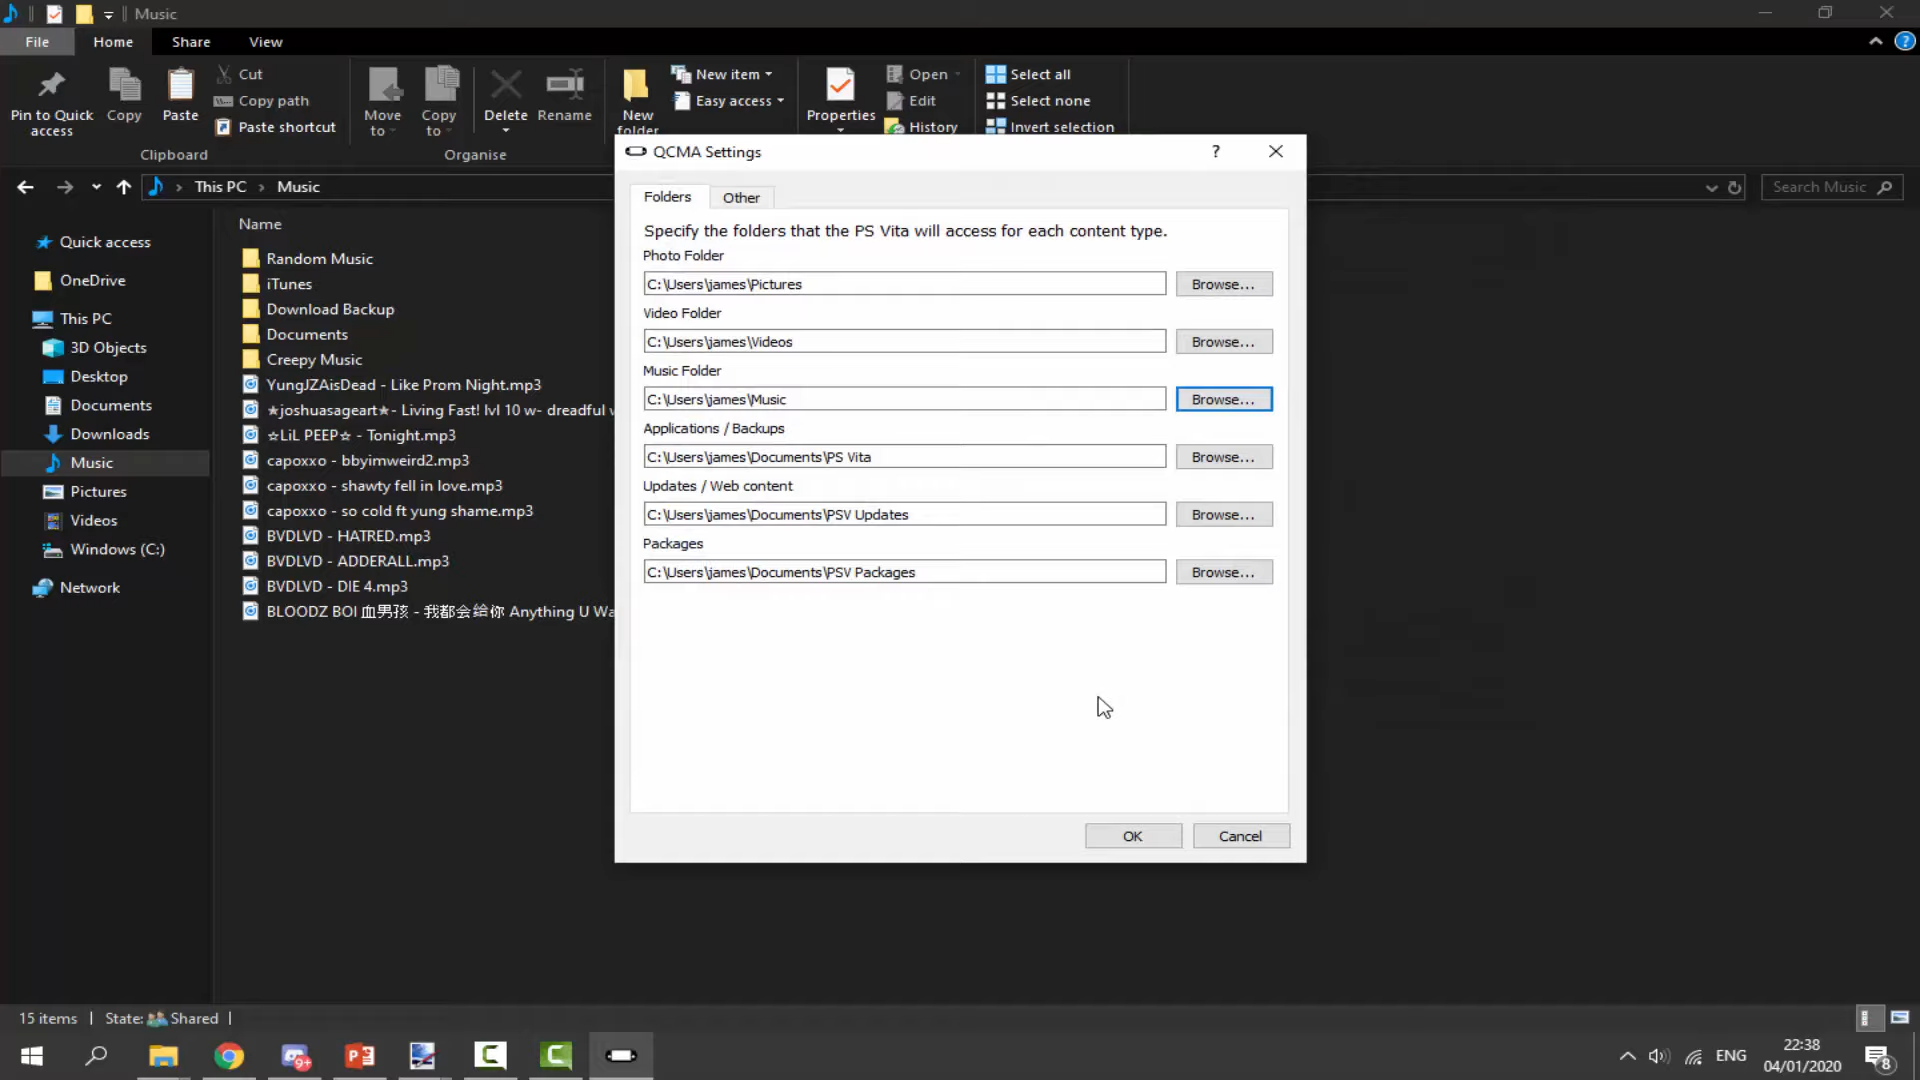 Music
File Home Share View
Pin to Quick access
Copy
Paste
Cut
Copy path
Paste shortcut
Clipboard
Move to
Copy to
Delete
Rename
Organise
New folder
New item
Easy access
Properties
Open
Edit
History
Select all
Select none
Invert selection
This PC > Music
Search Music
Quick access
OneDrive
This PC
3D Objects
Desktop
Documents
Downloads
Music
Pictures
Videos
Windows (C:)
Network
Name
Random Music
iTunes
Download Backup
Documents
Creepy Music
YungJZAisDead - Like Prom Night.mp3
★joshuasageart★- Living Fast! lvl 10 w- dreadful
☆LiL PEEP☆ - Tonight.mp3
capoxxo - bbyimweird2.mp3
capoxxo - shawty fell in love.mp3
capoxxo - so cold ft yung shame.mp3
BVDLVD - HATRED.mp3
BVDLVD - ADDERALL.mp3
BVDLVD - DIE 4.mp3
BLOODZ BOI 血男孩 - 我都会给你 Anything U Wa
QCMA Settings
?
Folders Other
Specify the folders that the PS Vita will access for each content type.
Photo Folder
C:\Users\james\Pictures Browse...
Video Folder
C:\Users\james\Videos Browse...
Music Folder
C:\Users\james\Music Browse...
Applications / Backups
C:\Users\james\Documents\PS Vita Browse...
Updates / Web content
C:\Users\james\Documents\PSV Updates Browse...
Packages
C:\Users\james\Documents\PSV Packages Browse...
OK Cancel
15 items State: Shared
9+
ENG
22:38
04/01/2020
8